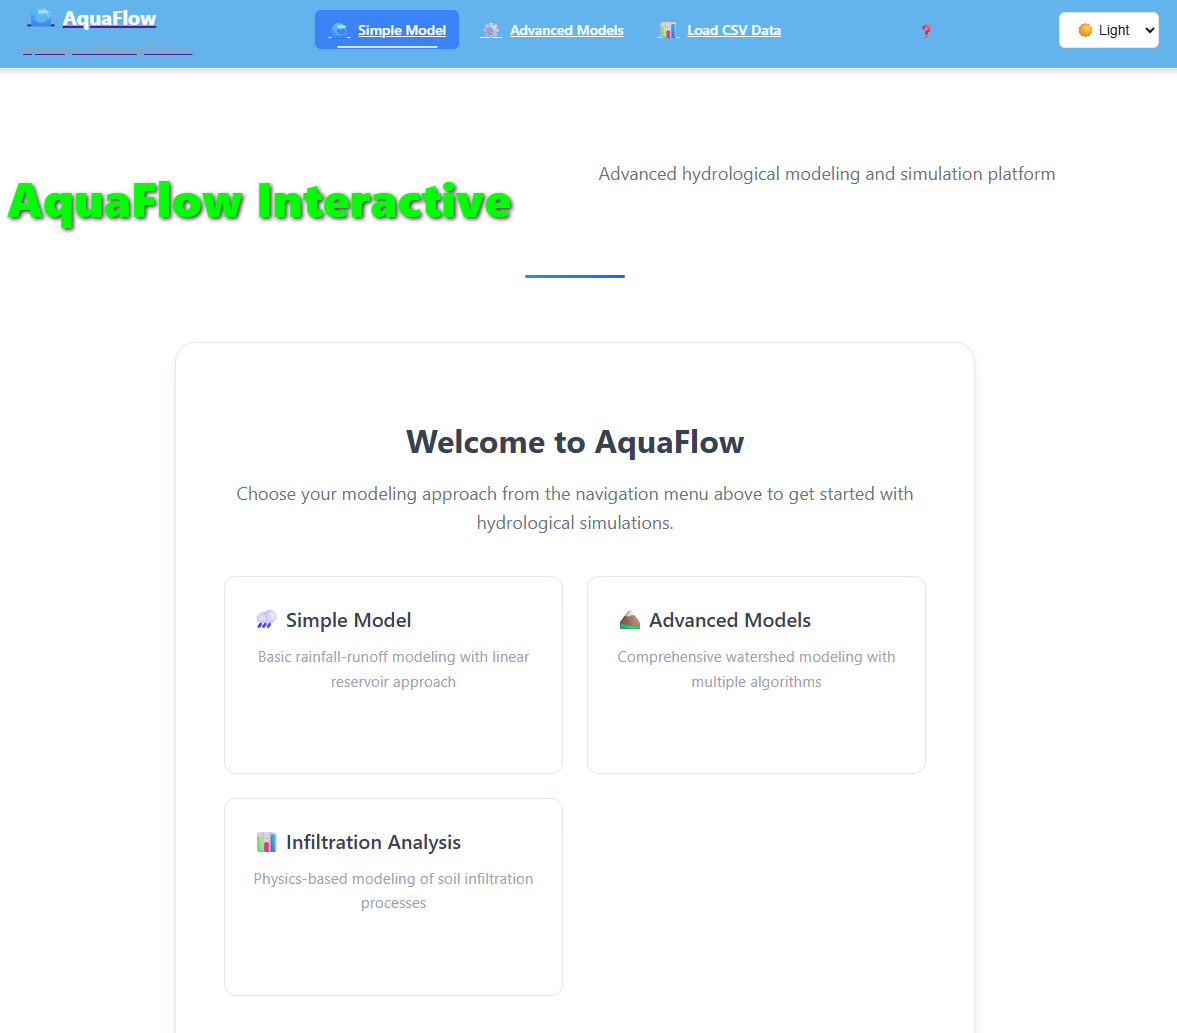 AquaFlow
Simple Model
Advanced Models
Load CSV Data
?
Light
AquaFlow Interactive
Advanced hydrological modeling and simulation platform
Welcome to AquaFlow
Choose your modeling approach from the navigation menu above to get started with
hydrological simulations.
Simple Model
Basic rainfall-runoff modeling with linear
reservoir approach
Advanced Models
Comprehensive watershed modeling with
multiple algorithms
Infiltration Analysis
Physics-based modeling of soil infiltration
processes